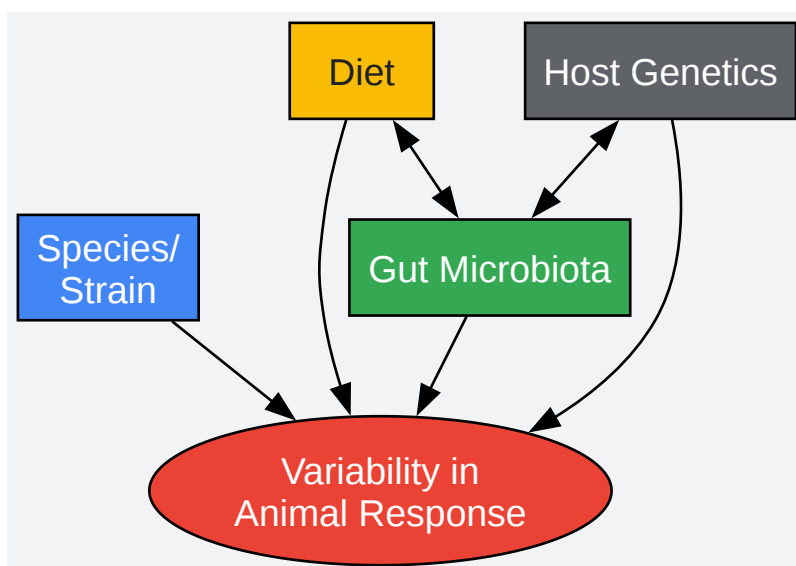 Diet
Host Genetics
Species/
Strain
Gut Microbiota
Variability in
Animal Response